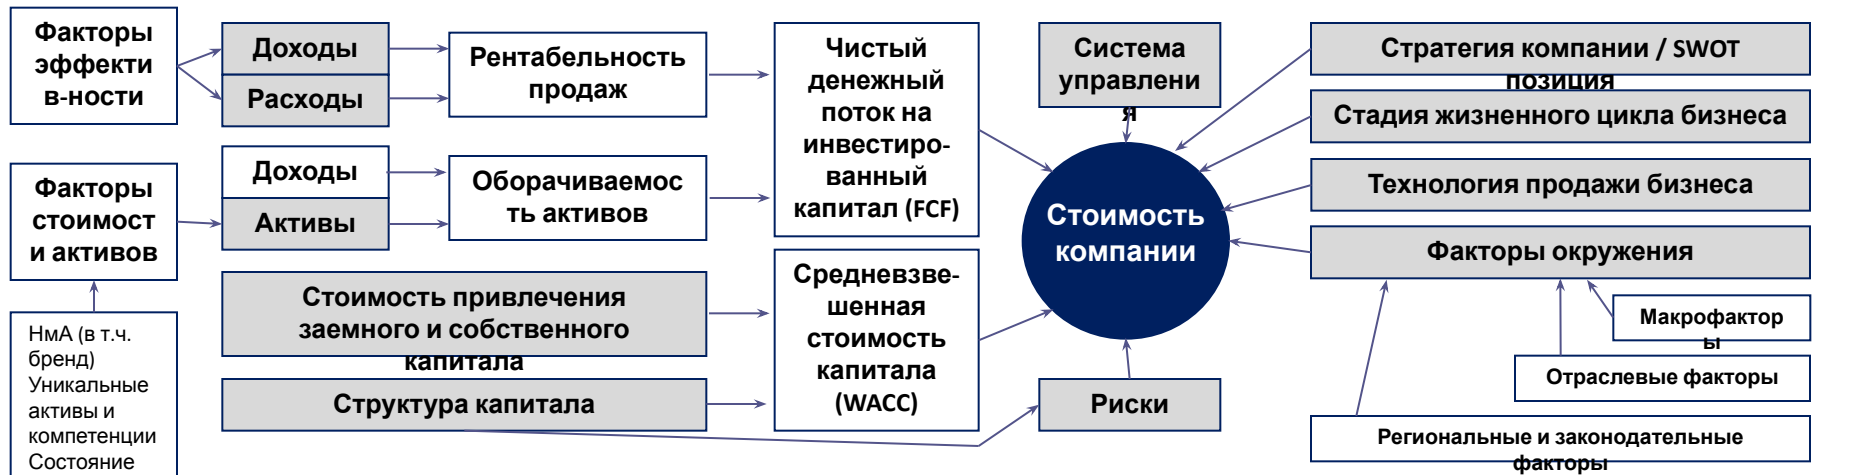 Факторы
эффекти
в-ности
Доходы
Расходы
Рентабельность
продаж
Чистый
денежный
поток на
инвестиро-
ванный
капитал (FCF)
Факторы
стоимост
и активов
Доходы
Активы
Оборачиваемос
ть активов
НмА (в т.ч.
бренд)
Уникальные
активы и
компетенции
Состояние
Стоимость привлечения
заемного и собственного
капитала
Структура капитала
Средневзве-
шенная
стоимость
капитала
(WACC)
Система
управлени
я
Стоимость
компании
Риски
Стратегия компании / SWOT
позиция
Стадия жизненного цикла бизнеса
Технология продажи бизнеса
Факторы окружения
Макрофактор
ы
Отраслевые факторы
Региональные и законодательные
факторы